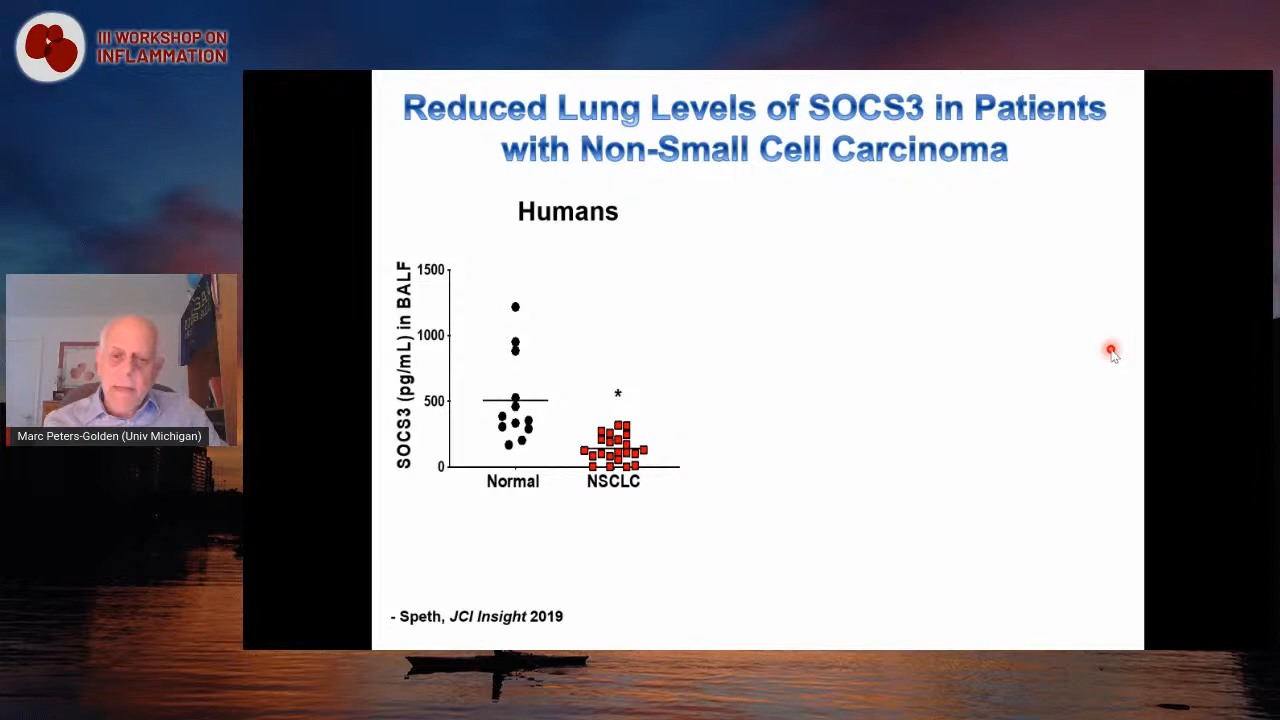 III WORKSHOP ON
INFLAMMATION
Reduced Lung Levels of SOCS3 in Patients
with Non-Small Cell Carcinoma
Humans
SOCS3 (pg/mL) in BALF
1500
1000
500
0
*
Normal
NSCLC
- Speth, JCI Insight 2019
Marc Peters-Golden (Univ Michigan)